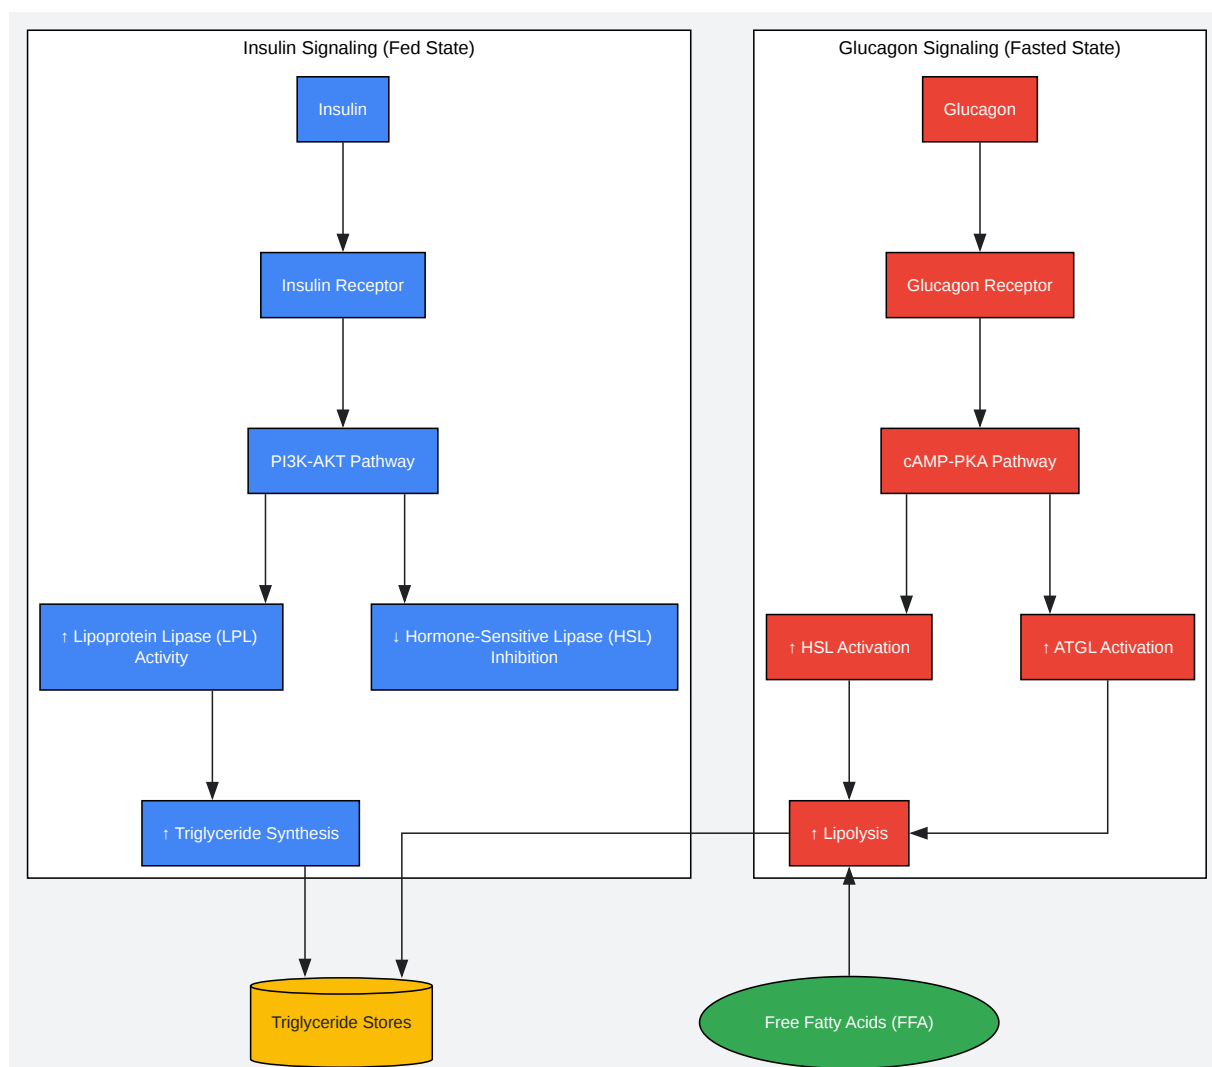 Insulin Signaling (Fed State)
Insulin
Insulin Receptor
PI3K-AKT Pathway
↑ Lipoprotein Lipase (LPL)
Activity
↓ Hormone-Sensitive Lipase (HSL)
Inhibition
↑ Triglyceride Synthesis
Glucagon Signaling (Fasted State)
Glucagon
Glucagon Receptor
cAMP-PKA Pathway
↑ HSL Activation
↑ ATGL Activation
↑ Lipolysis
Triglyceride Stores
Free Fatty Acids (FFA)